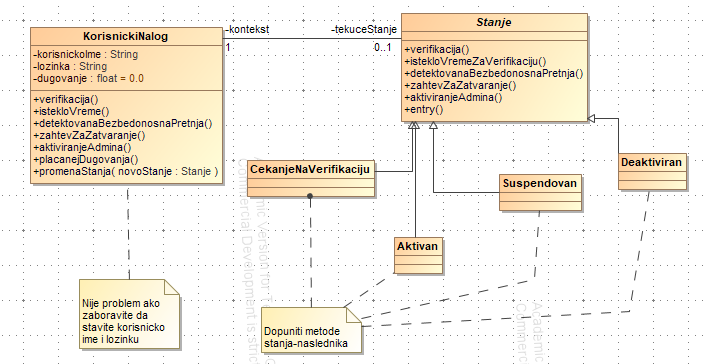 KorisnickiNalog
-korisnickoIme : String
-lozinka : String
-dugovanje : float = 0.0
+verifikacija()
+istekloVreme()
+detektovanaBezbedonosnaPretnja()
+zahtevZaZatvaranje()
+aktiviranjeAdmina()
+placanejDugovanja()
+promenaStanja( novoStanje : Stanje )
-kontekst
1
-tekuceStanje
0..1
Stanje
+verifikacija()
+istekloVremeZaVerifikaciju()
+detektovanaBezbedonosnaPretnja()
+zahtevZaZatvaranje()
+aktiviranjeAdmina()
+entry()
CekanjeNaVerifikaciju
Suspendovan
Deaktiviran
Aktivan
Nije problem ako
zaboravite da
stavite korisnicko
ime i lozinku
Dopuniti metode
stanja-naslednika